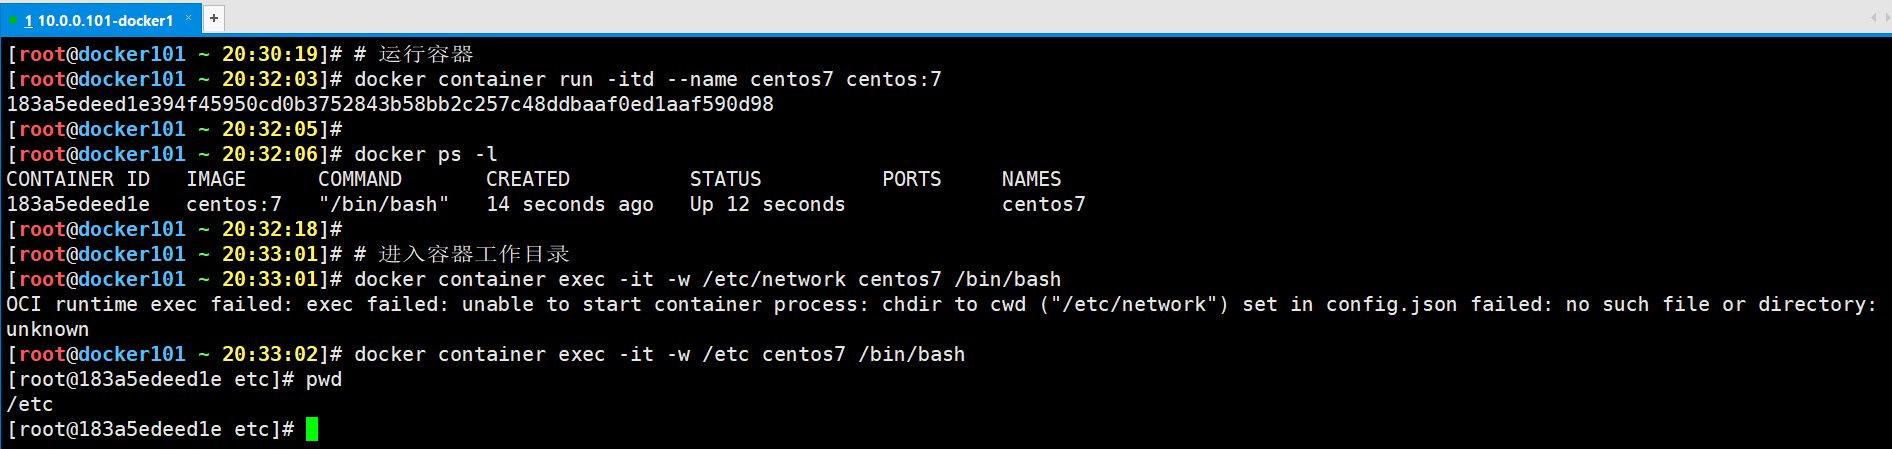 1 10.0.0.101-docker1 × +
[root@docker101 ~ 20:30:19]# # 运行容器
[root@docker101 ~ 20:32:03]# docker container run -itd --name centos7 centos:7
183a5edeed1e394f45950cd0b3752843b58bb2c257c48ddbaaf0ed1aaf590d98
[root@docker101 ~ 20:32:05]#
[root@docker101 ~ 20:32:06]# docker ps -l
CONTAINER ID   IMAGE      COMMAND       CREATED          STATUS          PORTS     NAMES
183a5edeed1e   centos:7   "/bin/bash"   14 seconds ago   Up 12 seconds             centos7
[root@docker101 ~ 20:32:18]#
[root@docker101 ~ 20:33:01]# # 进入容器工作目录
[root@docker101 ~ 20:33:01]# docker container exec -it -w /etc/network centos7 /bin/bash
OCI runtime exec failed: exec failed: unable to start container process: chdir to cwd ("/etc/network") set in config.json failed: no such file or directory:
unknown
[root@docker101 ~ 20:33:02]# docker container exec -it -w /etc centos7 /bin/bash
[root@183a5edeed1e etc]# pwd
/etc
[root@183a5edeed1e etc]#